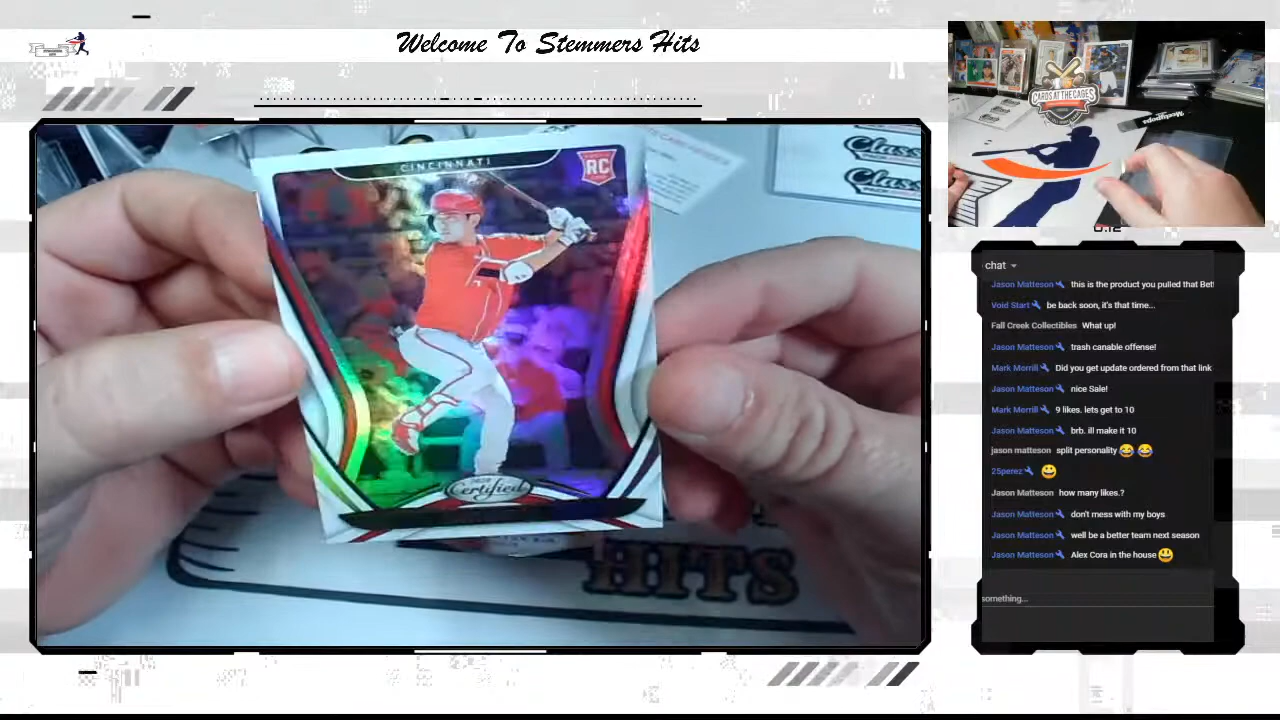 Welcome To Stemmers Hits
CARDS AT THE CAGES
Meetypops
CINCINNATI
RC
Certified
Class
Class
HITS
chat
Jason Matteson this is the product you pulled that Bett
Void Start be back soon, it's that time...
Fall Creek Collectibles What up!
Jason Matteson trash canable offense!
Mark Morrill Did you get update ordered from that link
Jason Matteson nice Sale!
Mark Morrill 9 likes. lets get to 10
Jason Matteson brb. ill make it 10
jason matteson split personality 😂 😂
25perez 😀
Jason Matteson how many likes.?
Jason Matteson don't mess with my boys
Jason Matteson well be a better team next season
Jason Matteson Alex Cora in the house 😃
something...